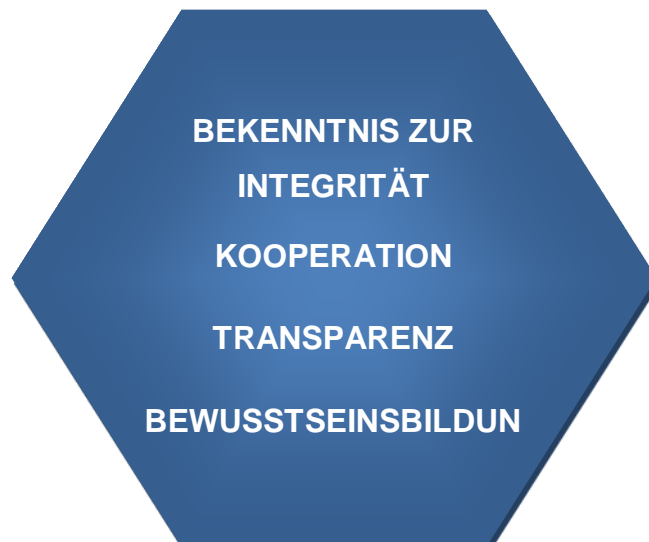 BEKENNTNIS ZUR
INTEGRITÄT
KOOPERATION
TRANSPARENZ
BEWUSSTSEINSBILDUN